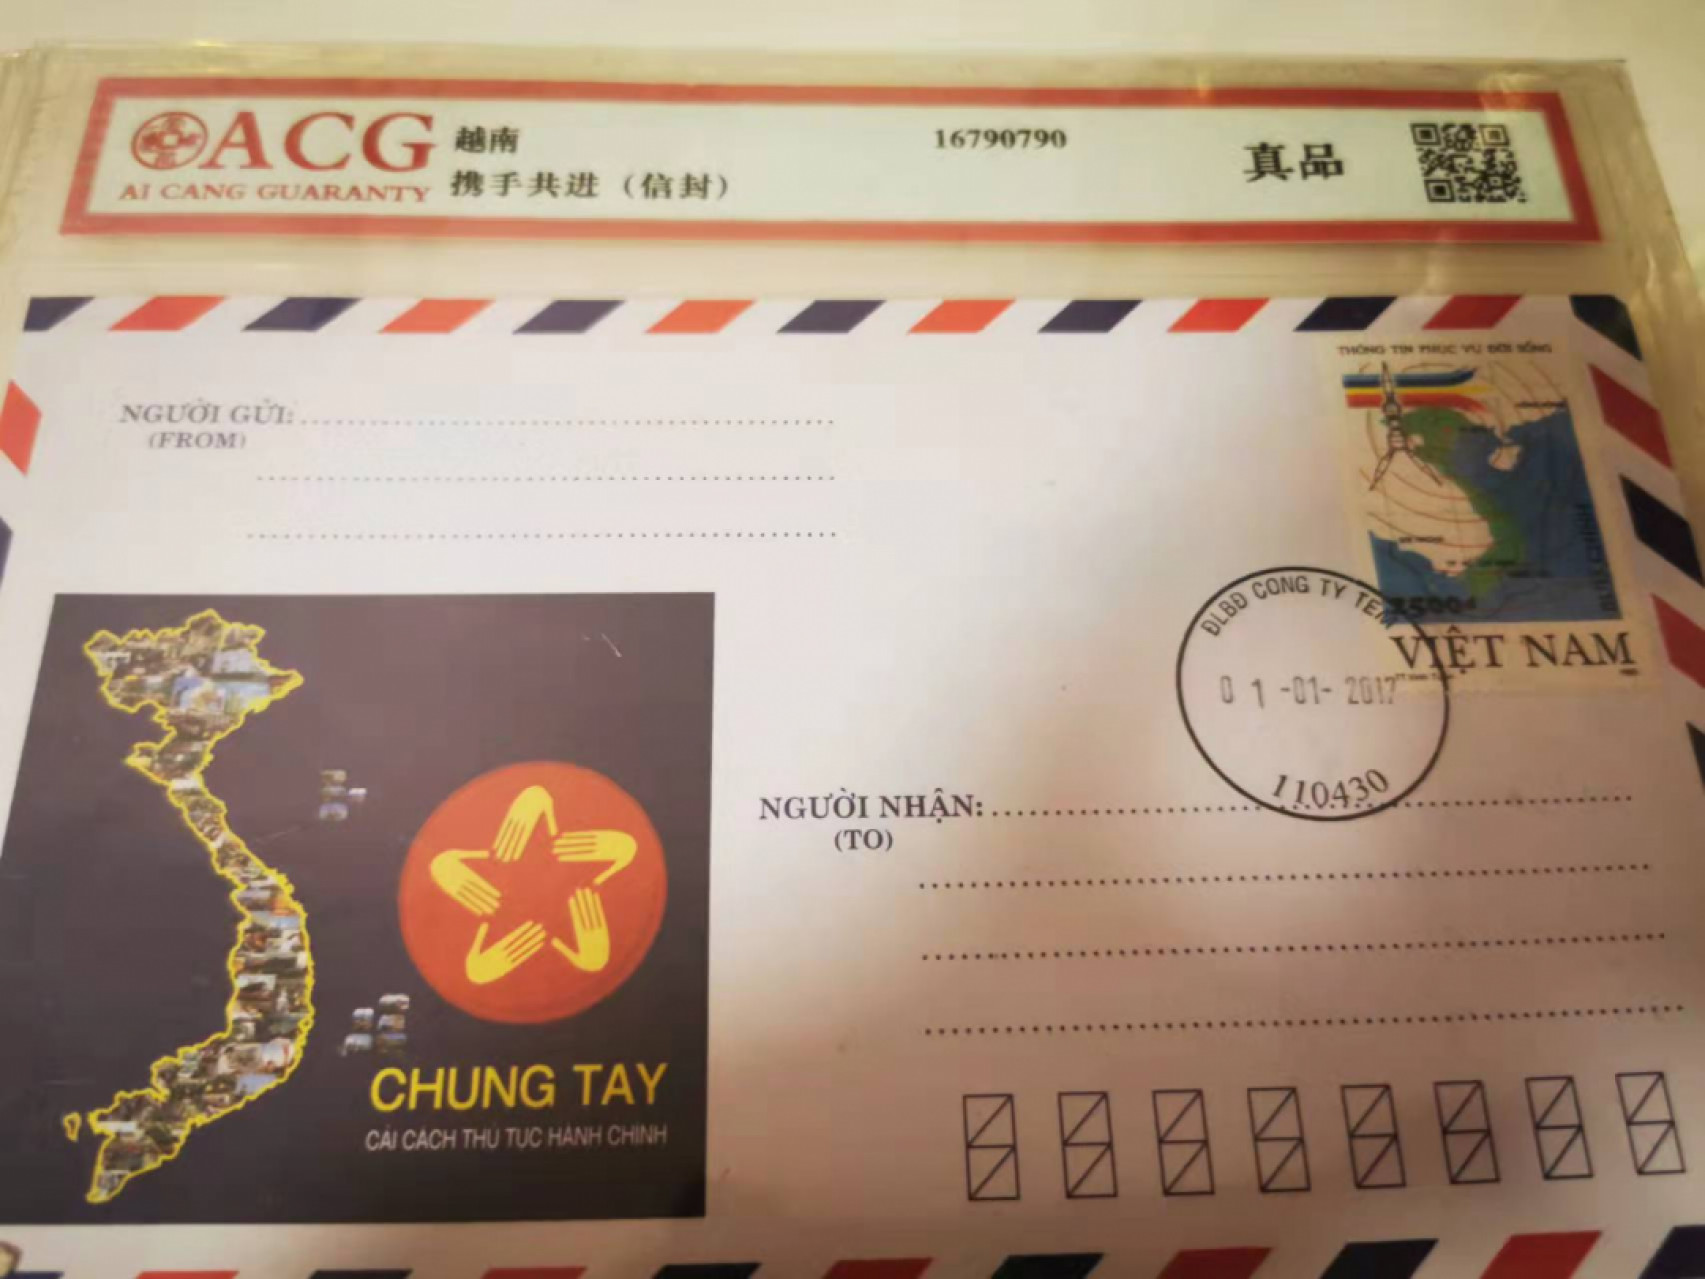 ACG
AI CANG GUARANTY
越南
携手共进（信封）
16790790
真品
THÔNG TIN PHỤC VỤ ĐỜI SỐNG
NGƯỜI GỬI:
(FROM)
VIỆT NAM
ĐLBĐ CONG TY TEM
01-01-2017
110430
NGƯỜI NHẬN:
(TO)
CHUNG TAY
CẢI CÁCH THỦ TỤC HÀNH CHÍNH